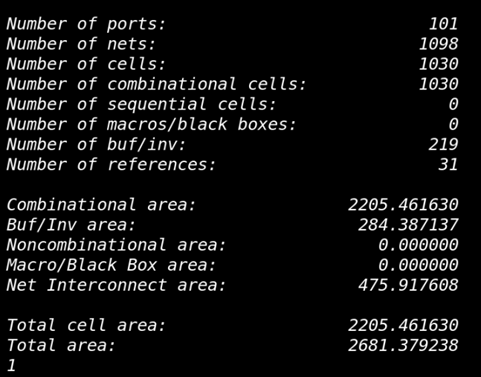 Number of ports: 101
Number of nets: 1098
Number of cells: 1030
Number of combinational cells: 1030
Number of sequential cells: 0
Number of macros/black boxes: 0
Number of buf/inv: 219
Number of references: 31
Combinational area: 2205.461630
Buf/Inv area: 284.387137
Noncombinational area: 0.000000
Macro/Black Box area: 0.000000
Net Interconnect area: 475.917608
Total cell area: 2205.461630
Total area: 2681.379238
1